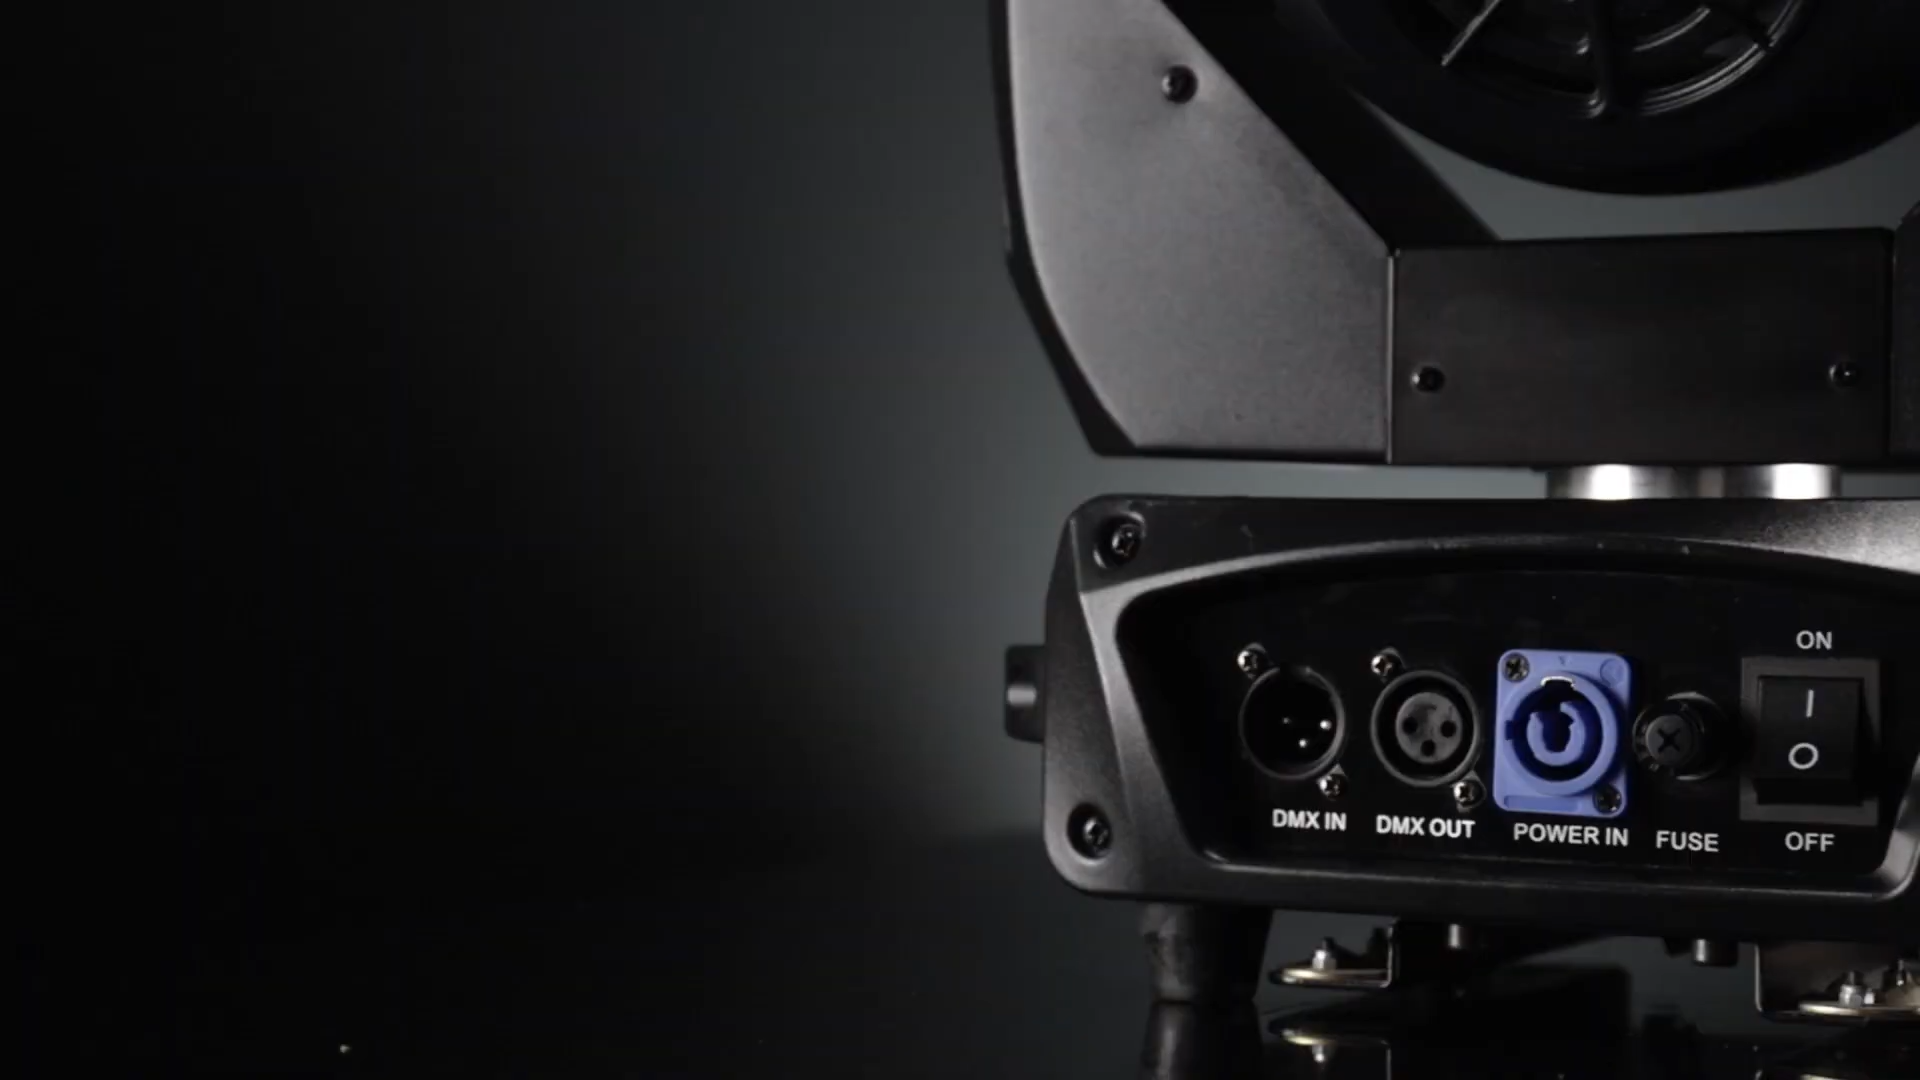 ON
I
O
DMX IN
DMX OUT
POWER IN
FUSE
OFF